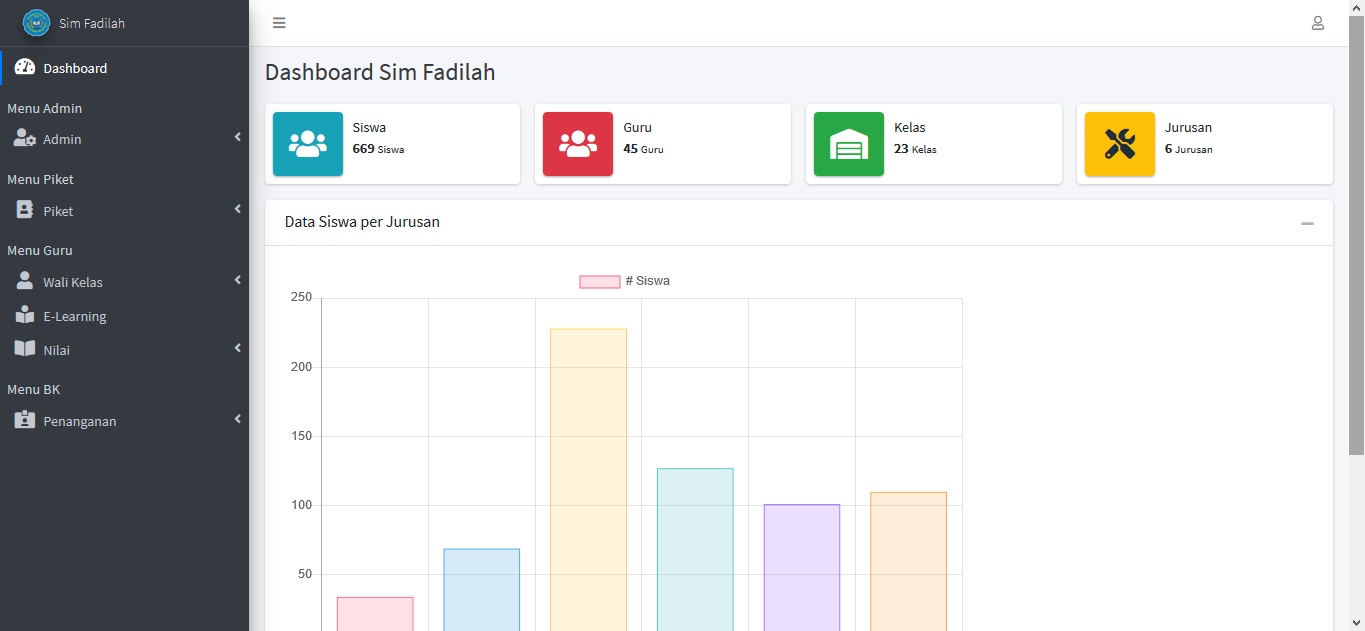 Sim Fadilah
Dashboard
Menu Admin
Admin
Menu Piket
Piket
Menu Guru
Wali Kelas
E-Learning
Nilai
Menu BK
Penanganan
Dashboard Sim Fadilah
Siswa
669 Siswa
Guru
45 Guru
Kelas
23 Kelas
Jurusan
6 Jurusan
Data Siswa per Jurusan
# Siswa
250
200
150
100
50